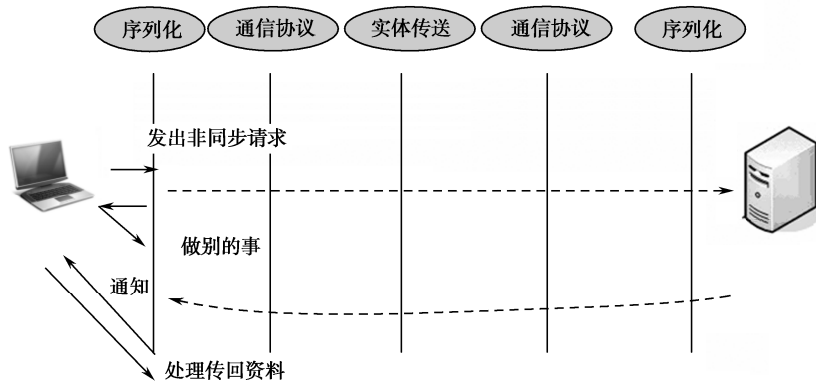 序列化 通信协议 实体传送 通信协议 序列化
发出非同步请求
做别的事
通知
处理传回资料